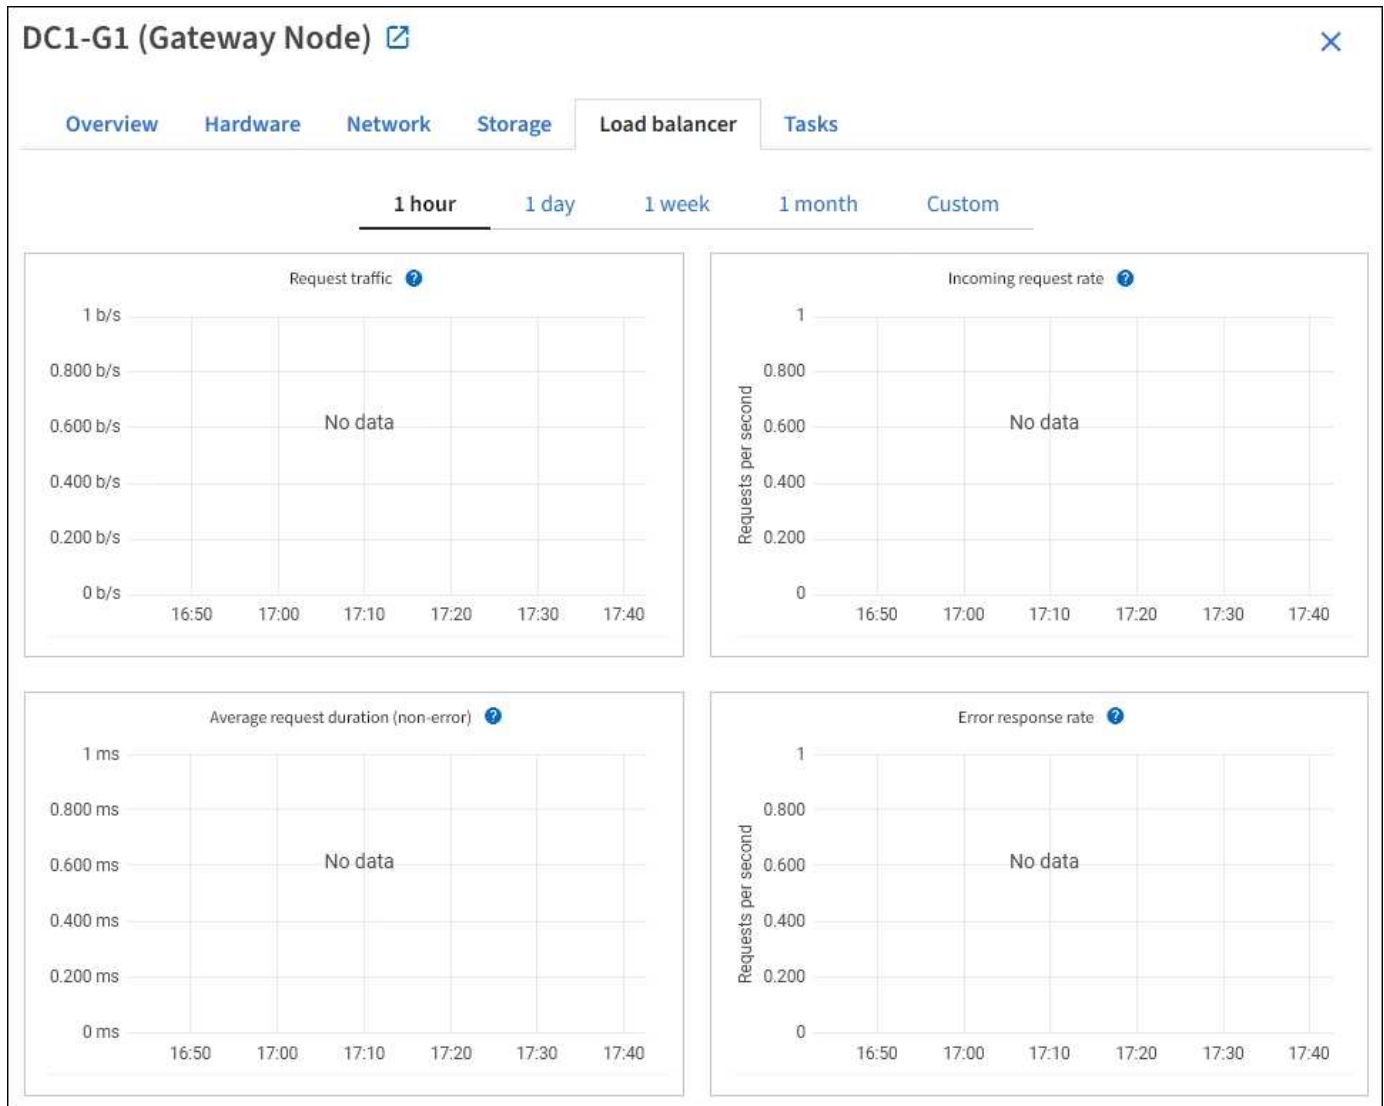 DC1-G1 (Gateway Node)
Overview Hardware Network Storage Load balancer Tasks
1 hour 1 day 1 week 1 month Custom
Request traffic
1 b/s
0.800 b/s
0.600 b/s
0.400 b/s
0.200 b/s
0 b/s
No data
16:50 17:00 17:10 17:20 17:30 17:40
Incoming request rate
Requests per second
1
0.800
0.600
0.400
0.200
0
No data
16:50 17:00 17:10 17:20 17:30 17:40
Average request duration (non-error)
1 ms
0.800 ms
0.600 ms
0.400 ms
0.200 ms
0 ms
No data
16:50 17:00 17:10 17:20 17:30 17:40
Error response rate
Requests per second
1
0.800
0.600
0.400
0.200
0
No data
16:50 17:00 17:10 17:20 17:30 17:40